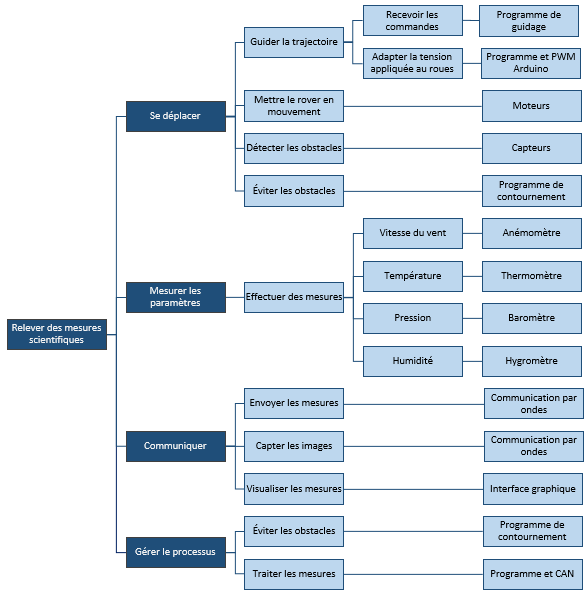 Relever des mesures
scientifiques
Se déplacer
Guider la trajectoire
Recevoir les
commandes
Programme de
guidage
Adapter la tension
appliquée au roues
Programme et PWM
Arduino
Mettre le rover en
mouvement
Moteurs
Détecter les obstacles
Capteurs
Éviter les obstacles
Programme de
contournement
Mesurer les
paramètres
Effectuer des mesures
Vitesse du vent
Anémomètre
Température
Thermomètre
Pression
Baromètre
Humidité
Hygromètre
Communiquer
Envoyer les mesures
Communication par
ondes
Capter les images
Communication par
ondes
Visualiser les mesures
Interface graphique
Gérer le processus
Éviter les obstacles
Programme de
contournement
Traiter les mesures
Programme et CAN